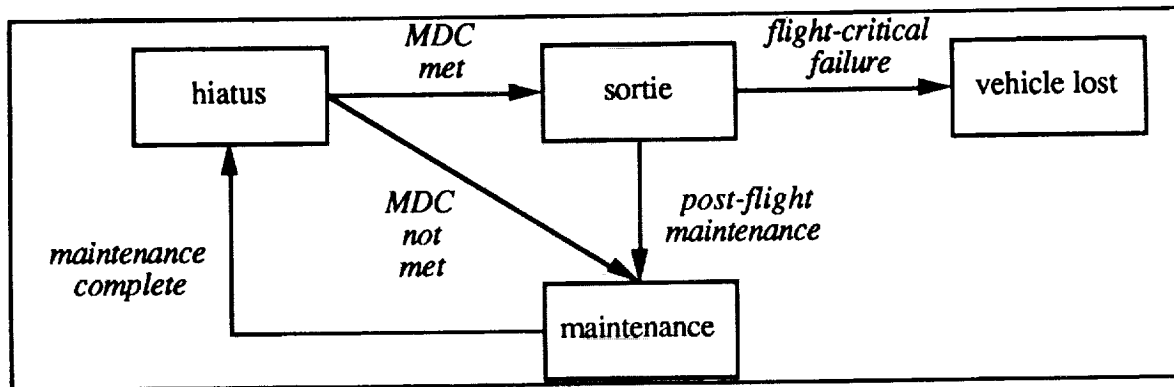 MDC
met
flight-critical
failure
hiatus
sortie
vehicle lost
MDC
not
met
post-flight
maintenance
maintenance
complete
maintenance